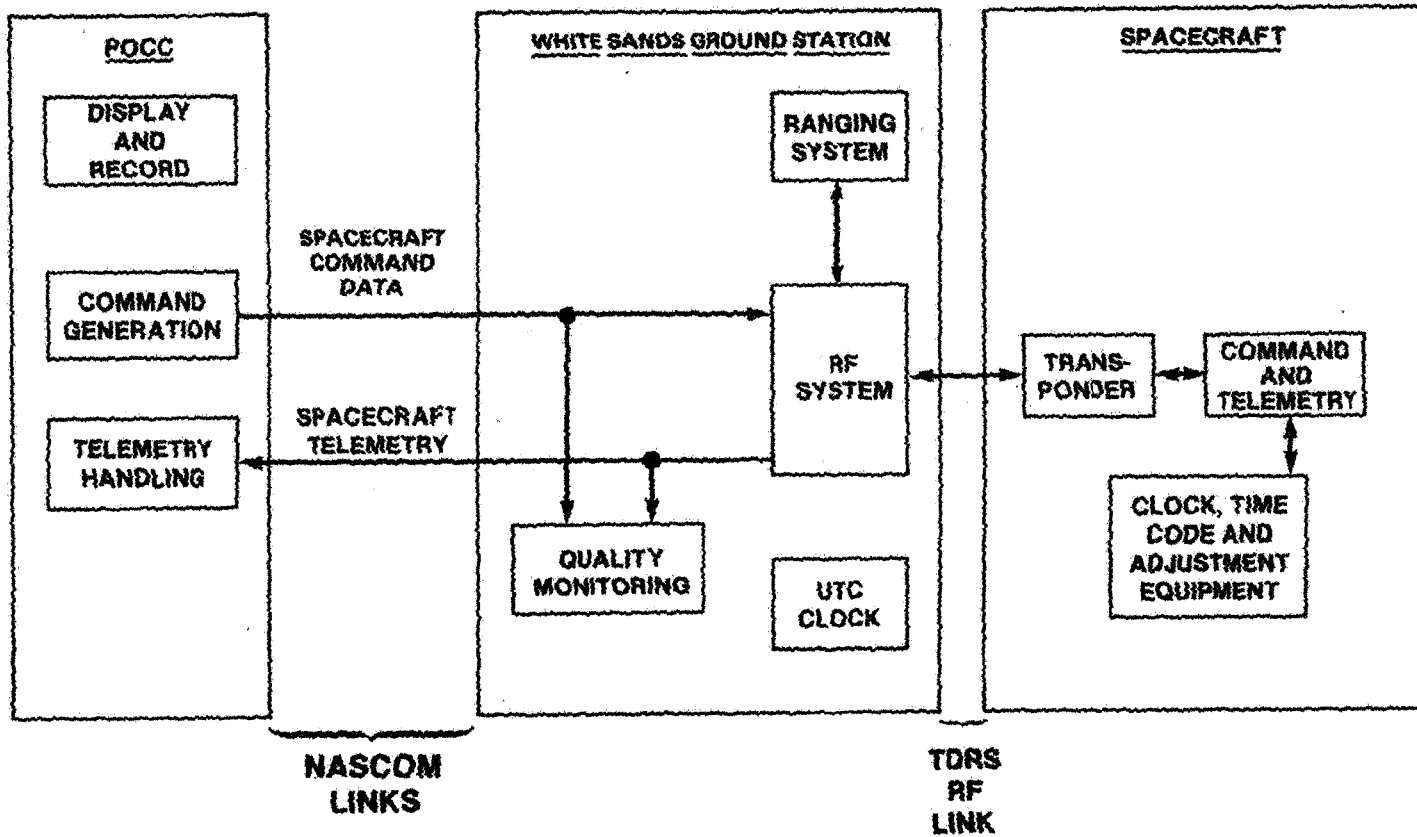 POCC
DISPLAY
AND
RECORD
COMMAND
GENERATION
TELEMETRY
HANDLING
SPACECRAFT
COMMAND
DATA
SPACECRAFT
TELEMETRY
NASCOM
LINKS
WHITE SANDS GROUND STATION
RANGING
SYSTEM
RF
SYSTEM
QUALITY
MONITORING
UTC
CLOCK
TDRS
RF
LINK
SPACECRAFT
TRANS-
PONDER
COMMAND
AND
TELEMETRY
CLOCK, TIME
CODE AND
ADJUSTMENT
EQUIPMENT